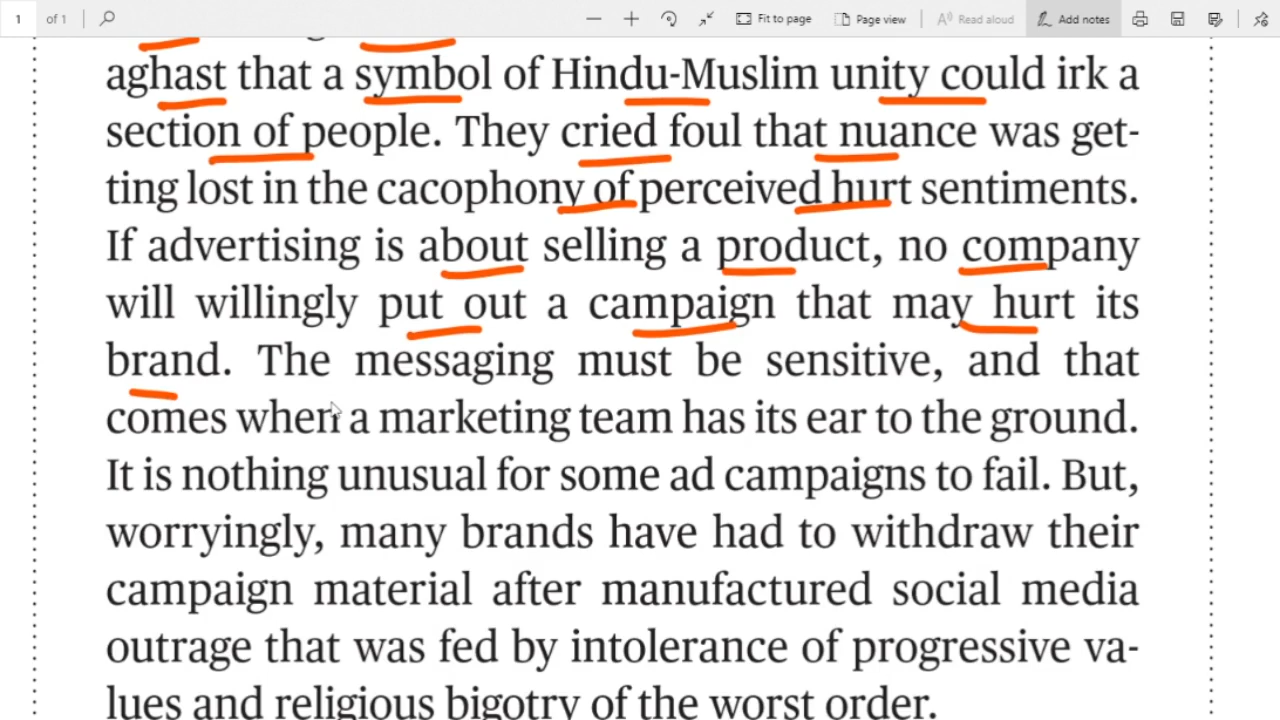 1 of 1 Fit to page Page view Read aloud Add notes
aghast that a symbol of Hindu-Muslim unity could irk a
section of people. They cried foul that nuance was get-
ting lost in the cacophony of perceived hurt sentiments.
If advertising is about selling a product, no company
will willingly put out a campaign that may hurt its
brand. The messaging must be sensitive, and that
comes when a marketing team has its ear to the ground.
It is nothing unusual for some ad campaigns to fail. But,
worryingly, many brands have had to withdraw their
campaign material after manufactured social media
outrage that was fed by intolerance of progressive va-
lues and religious bigotry of the worst order.